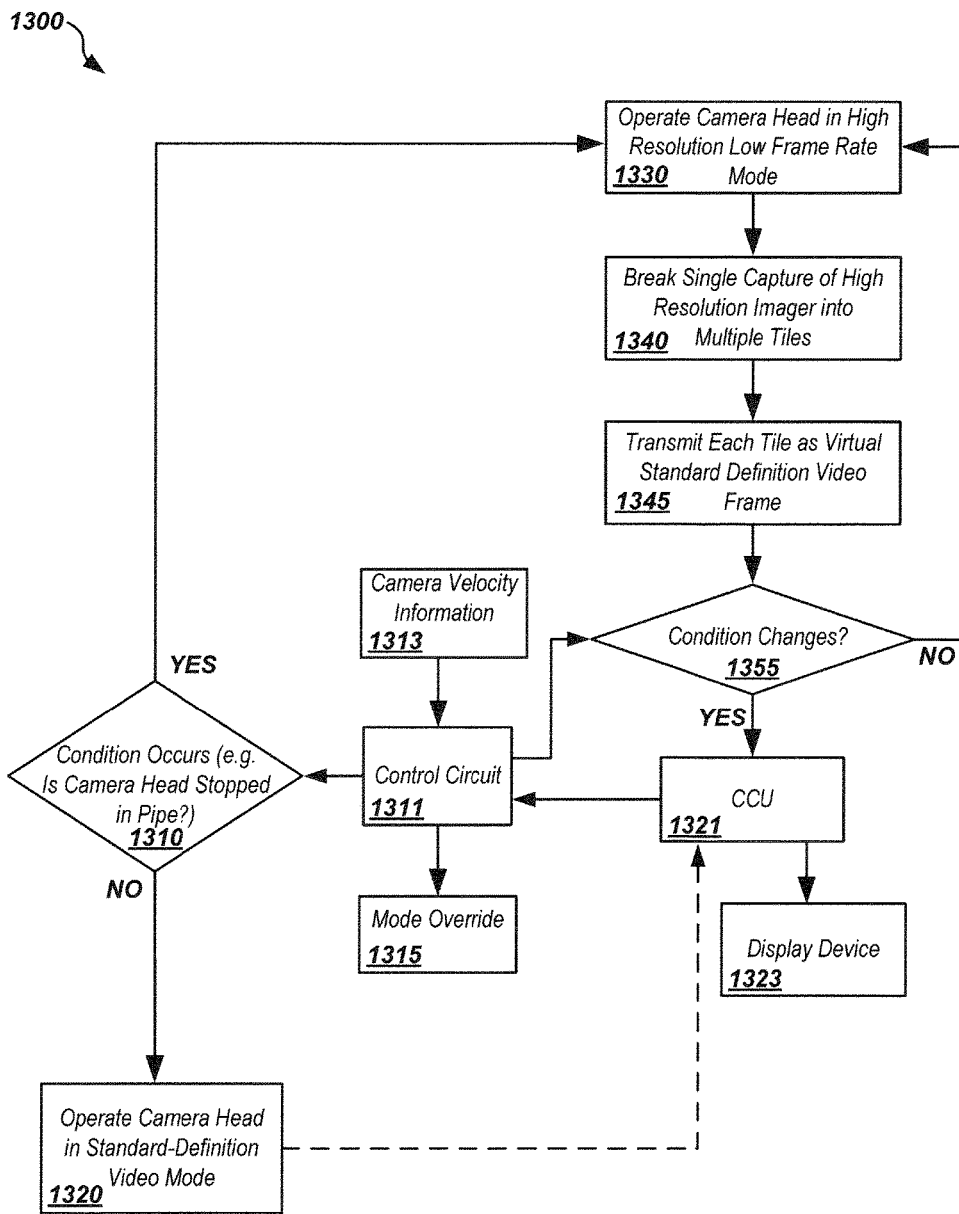 1300
Operate Camera Head in High
Resolution Low Frame Rate
Mode
1330
Break Single Capture of High
Resolution Imager into
Multiple Tiles
1340
Transmit Each Tile as Virtual
Standard Definition Video
Frame
1345
Camera Velocity
Information
1313
Condition Changes?
1355
NO
YES
YES
Condition Occurs (e.g.
Is Camera Head Stopped
in Pipe?)
1310
NO
Control Circuit
1311
CCU
1321
Mode Override
1315
Display Device
1323
Operate Camera Head
in Standard-Definition
Video Mode
1320